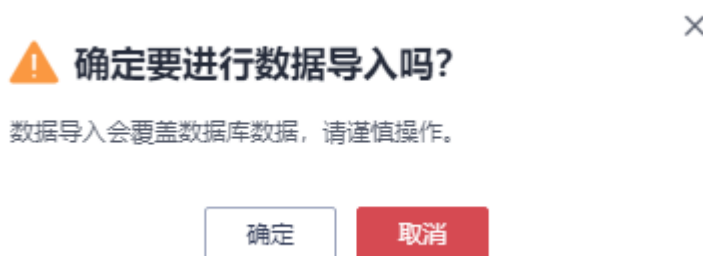 确定要进行数据导入吗?
数据导入会覆盖数据库数据，请谨慎操作。
确定
取消